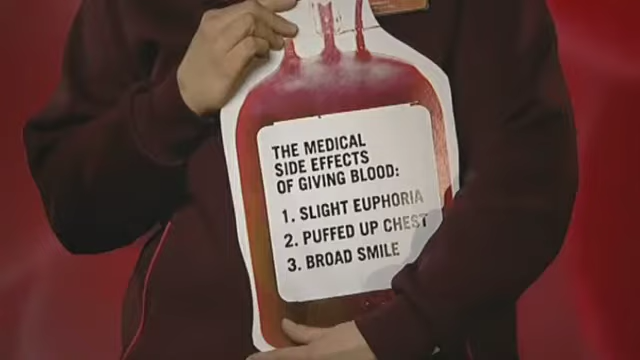 THE MEDICAL
SIDE EFFECTS
OF GIVING BLOOD:
1. SLIGHT EUPHORIA
2. PUFFED UP CHEST
3. BROAD SMILE